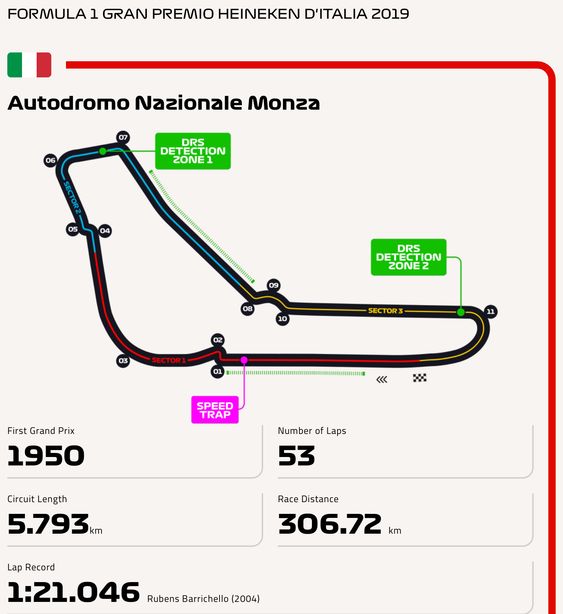 FORMULA 1 GRAN PREMIO HEINEKEN D'ITALIA 2019
Autodromo Nazionale Monza
07
DRS
DETECTION
ZONE 1
06
SECTOR 2
05
04
DRS
DETECTION
ZONE 2
09
08
10
SECTOR 3
11
02
03
SECTOR 1
01
SPEED
TRAP
First Grand Prix
1950
Number of Laps
53
Circuit Length
5.793km
Race Distance
306.72 km
Lap Record
1:21.046 Rubens Barrichello (2004)